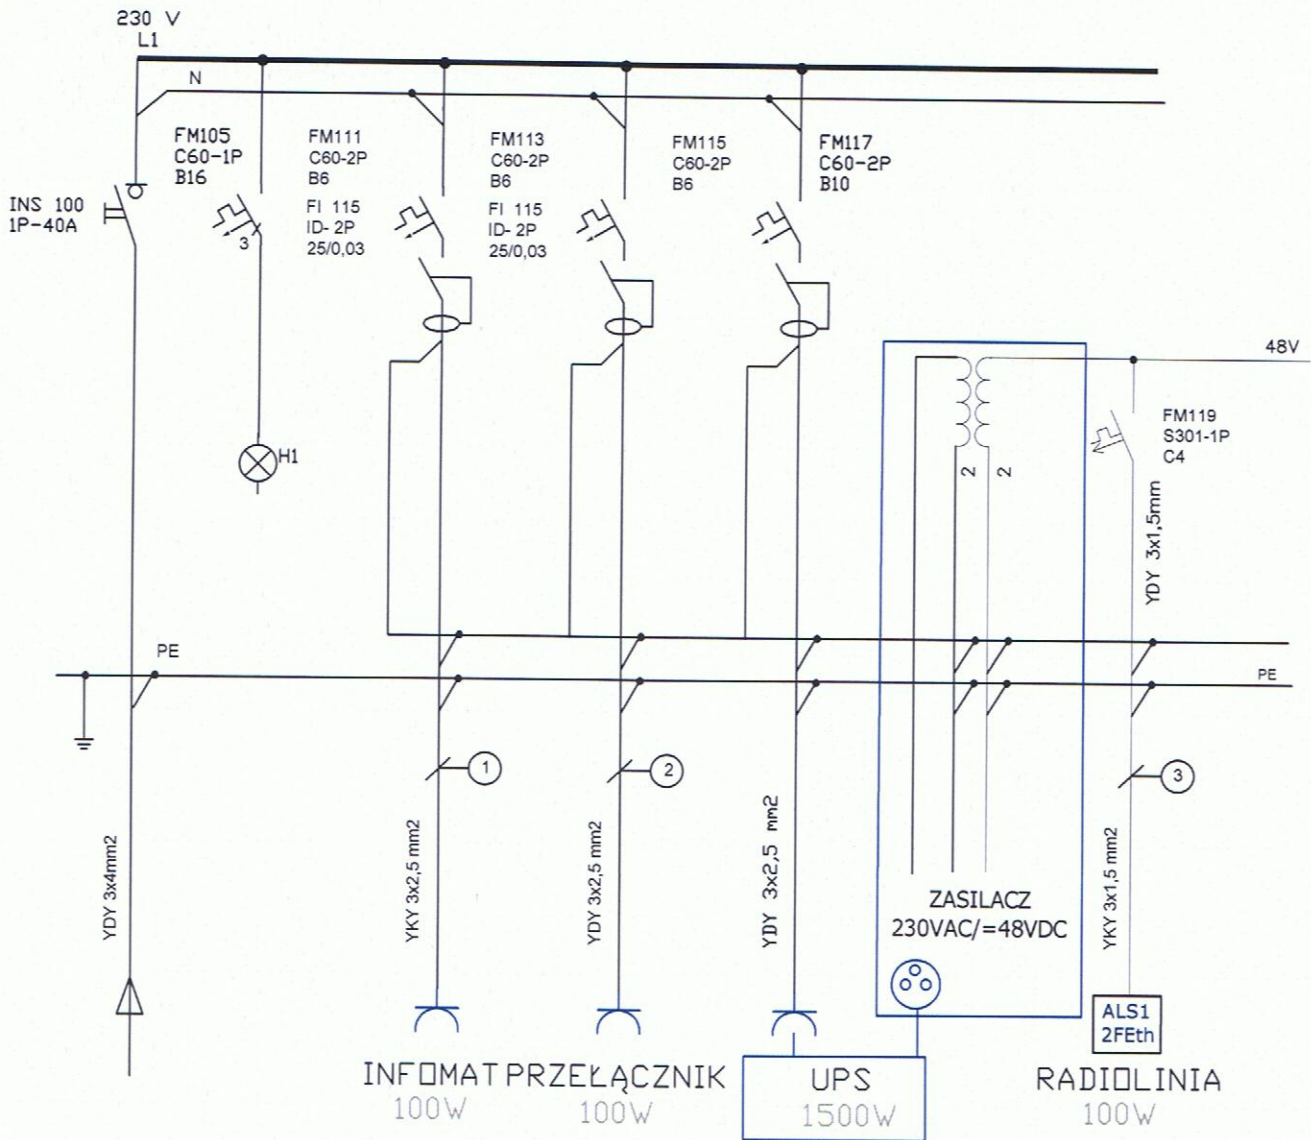 230 V
L1
N
FM105
C60-1P
B16
FM111
C60-2P
B6
FM113
C60-2P
B6
FM115
C60-2P
B6
FM117
C60-2P
B10
INS 100
1P-40A
3
FI 115
ID- 2P
25/0,03
FI 115
ID- 2P
25/0,03
H1
48V
FM119
S301-1P
C4
2
2
YDY 3x1,5mm
PE
PE
1
2
3
YDY 3x4mm2
YKY 3x2,5 mm2
YDY 3x2,5 mm2
YDY 3x2,5 mm2
YKY 3x1,5 mm2
ZASILACZ
230VAC/=48VDC
ALS1
2FEth
INFOMAT
100W
PRZEŁĄCZNIK
100W
UPS
1500W
RADIOLINIA
100W